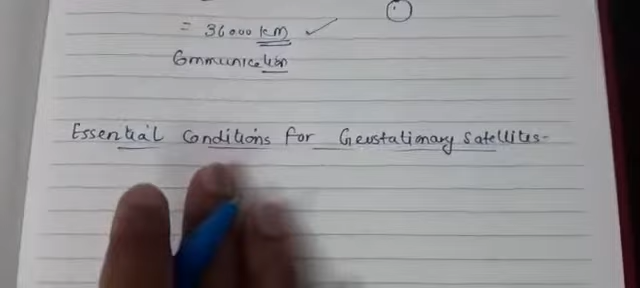 = 36000 km ✓
Communication
Essential Conditions for Geostationary Satellites-